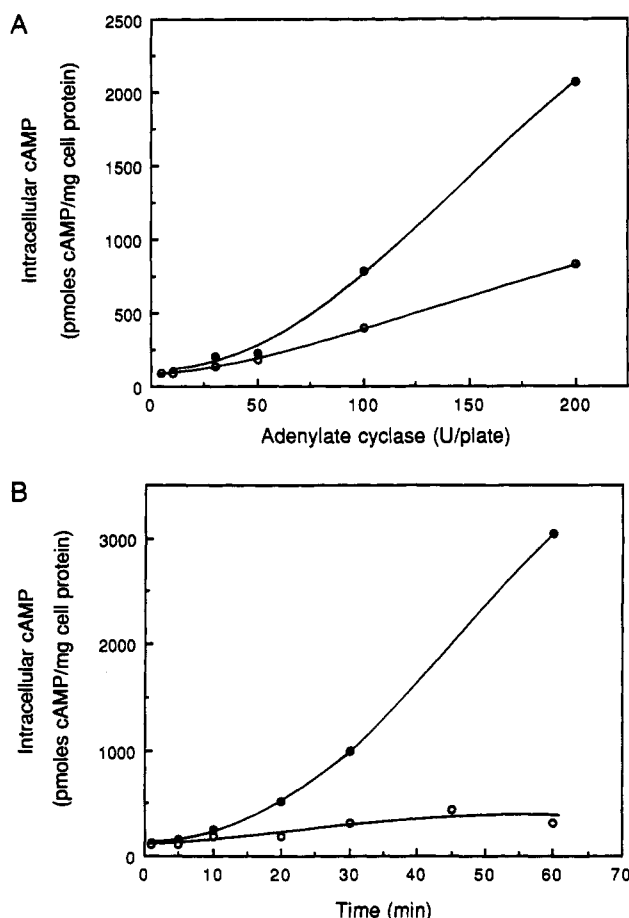 A
Intracellular cAMP
(pmoles cAMP/mg cell protein)
2500
2000
1500
1000
500
0
0 50 100 150 200
Adenylate cyclase (U/plate)
B
Intracellular cAMP
(pmoles cAMP/mg cell protein)
3000
2000
1000
0
0 10 20 30 40 50 60 70
Time (min)